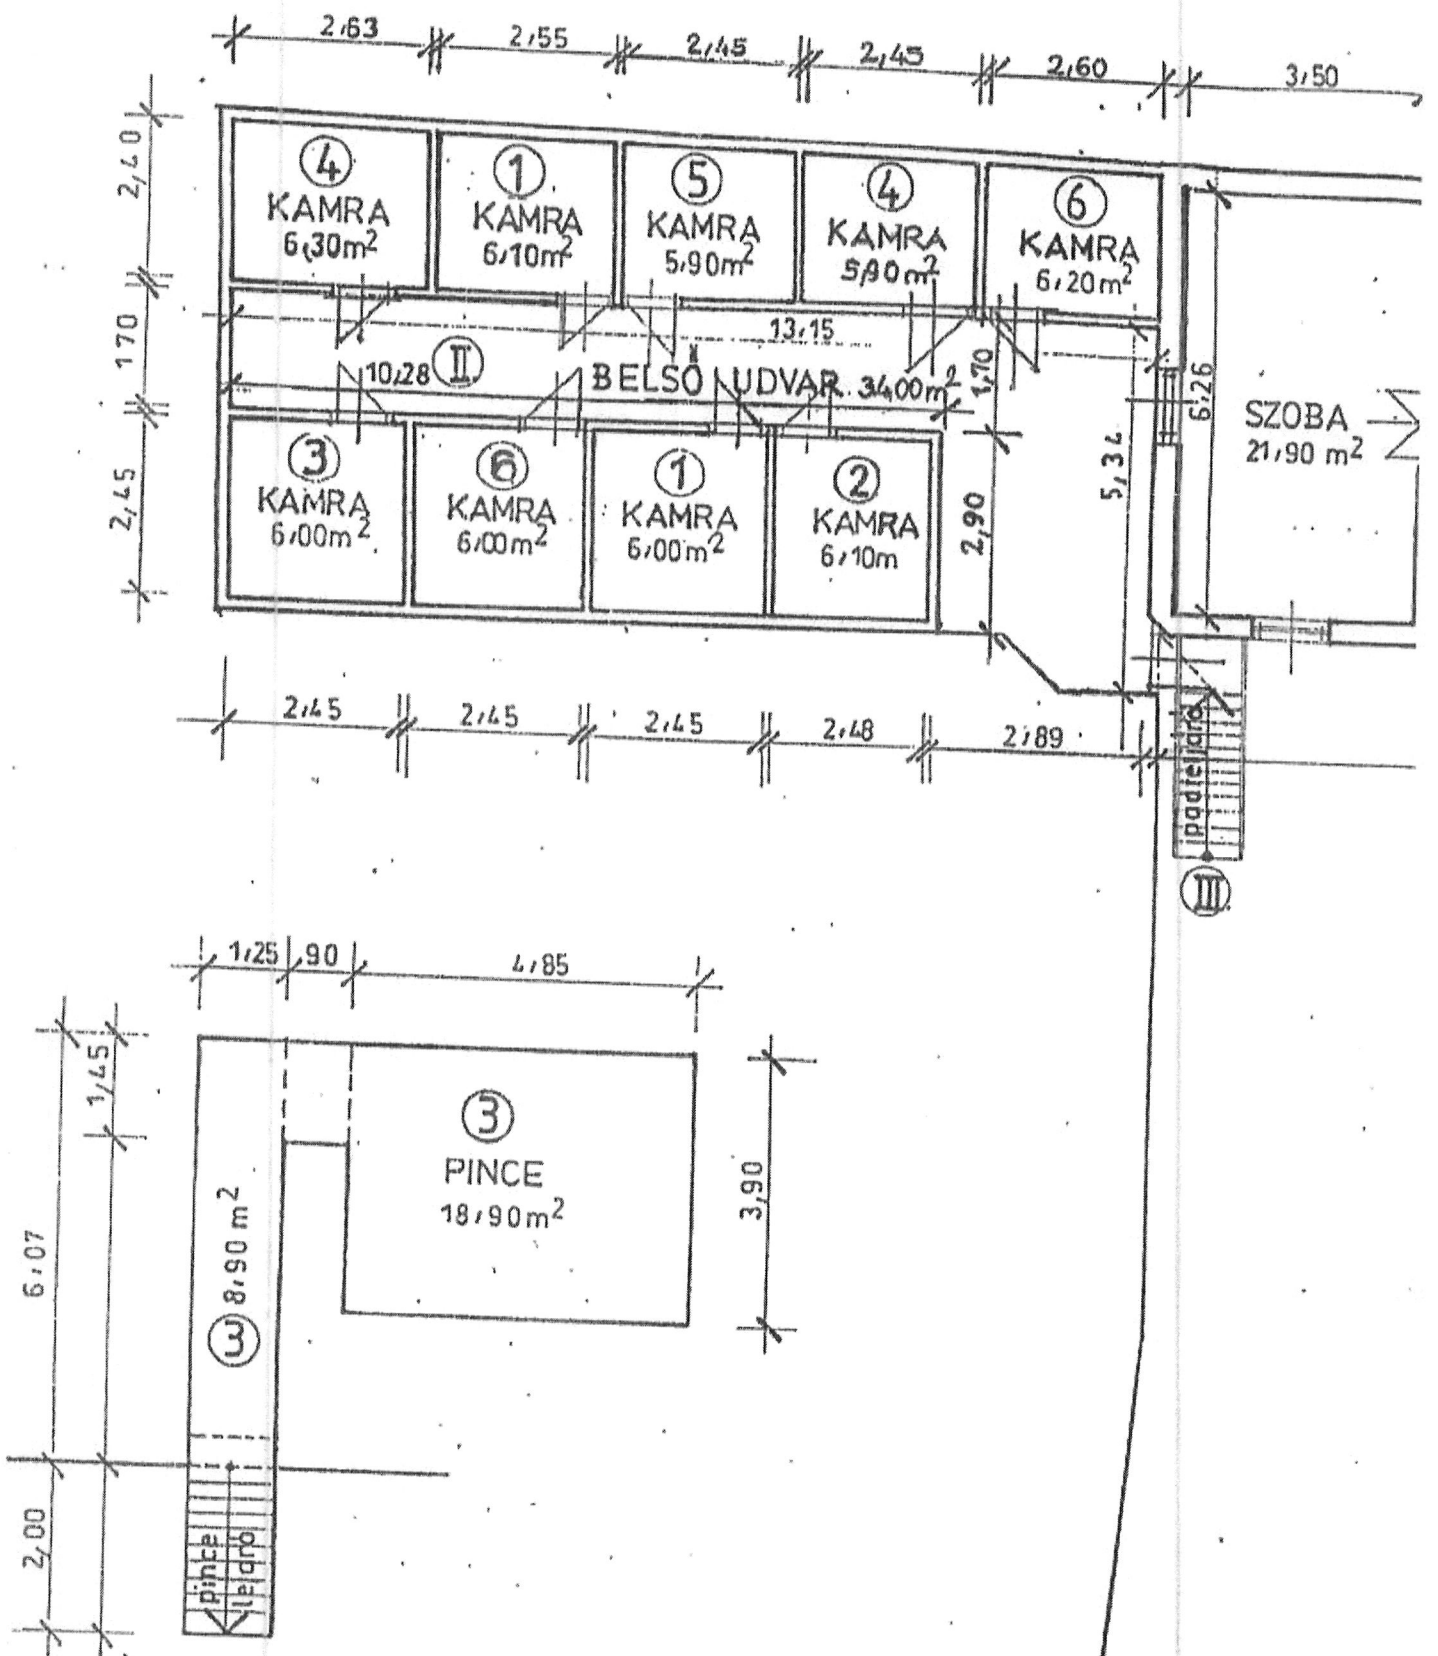 2,63
2,55
2,45
2,45
2,60
3,50
2,40
170
2,45
4
KAMRA
6,30m²
1
KAMRA
6,10m²
5
KAMRA
5,90m²
4
KAMRA
5,90m²
6
KAMRA
6,20m²
13,15
10,28
II
BELSŐ UDVAR 34,00m²
1,70
2,90
5,34
6,26
SZOBA
21,90 m²
3
KAMRA
6,00m²
6
KAMRA
6,00m²
1
KAMRA
6,00m²
2
KAMRA
6,10m
2,45
2,45
2,45
2,48
2,89
padfeljáró
III
1,25
90
4,85
1,45
6,07
2,00
3,90
3
PINCE
18,90m²
3
8,90 m²
pince
lejáró